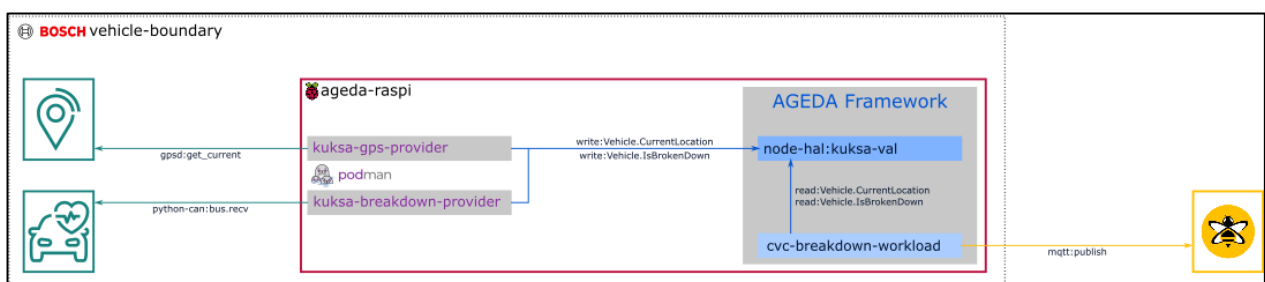 BOSCH vehicle-boundary
ageda-raspi
AGEDA Framework
kuksa-gps-provider
write:Vehicle.CurrentLocation
write:Vehicle.IsBrokenDown
node-hal:kuksa-val
gpsd:get_current
podman
kuksa-breakdown-provider
python-can:bus.recv
read:Vehicle.CurrentLocation
read:Vehicle.IsBrokenDown
cvc-breakdown-workload
mqtt:publish